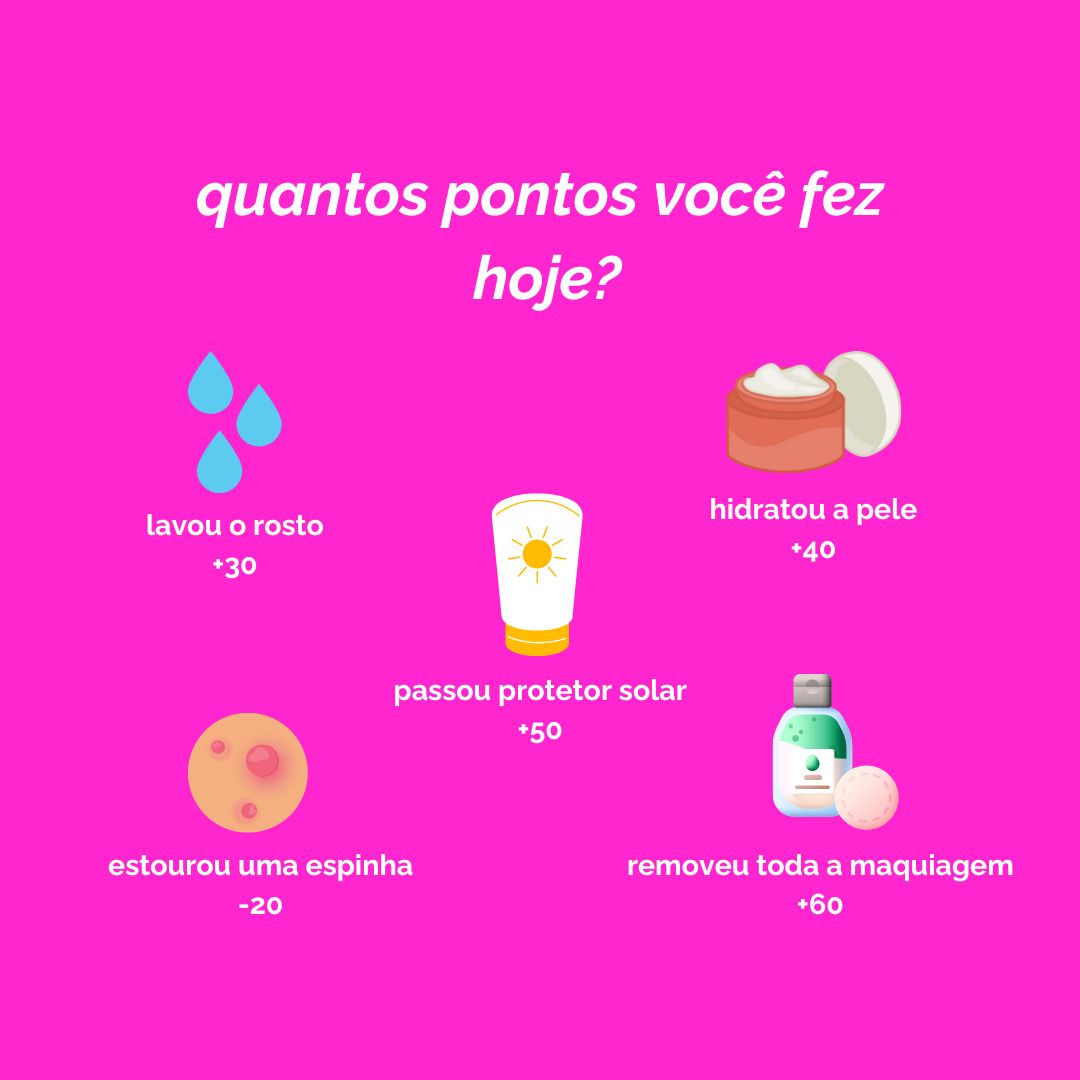 quantos pontos você fez
hoje?
lavou o rosto
+30
hidratou a pele
+40
passou protetor solar
+50
estourou uma espinha
-20
removeu toda a maquiagem
+60